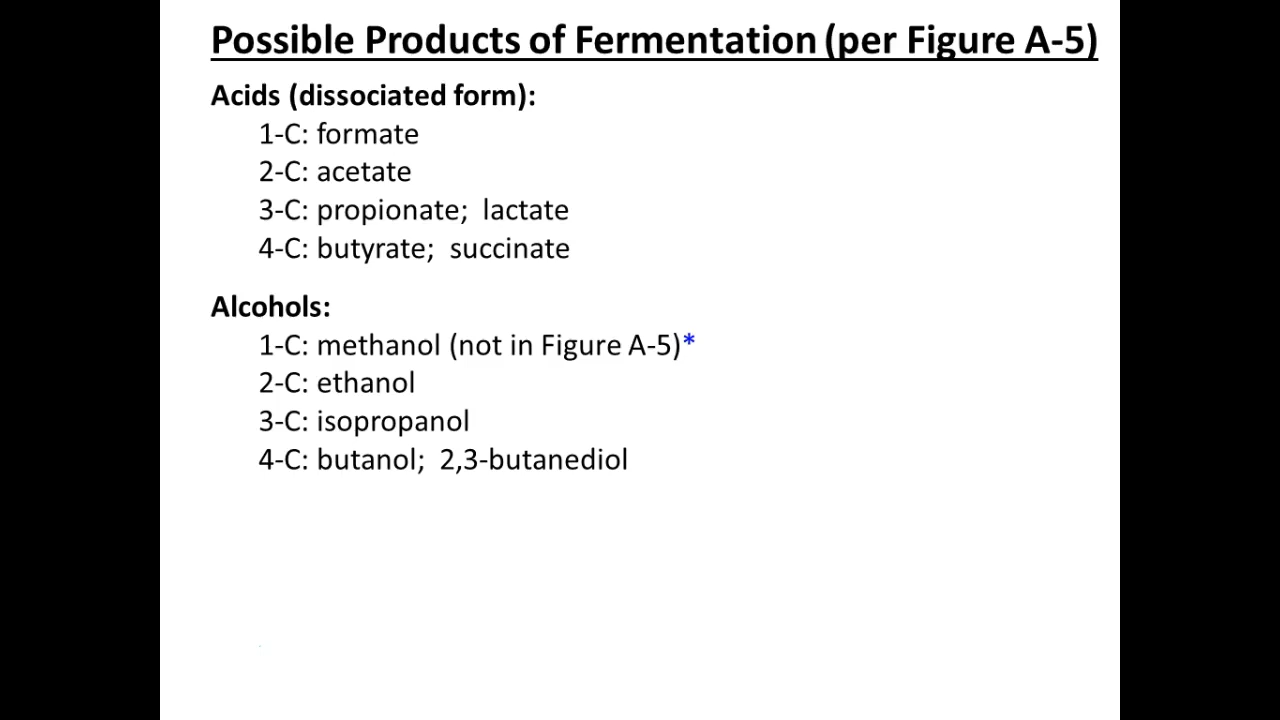 Possible Products of Fermentation (per Figure A-5)
Acids (dissociated form):
1-C: formate
2-C: acetate
3-C: propionate;  lactate
4-C: butyrate;  succinate
Alcohols:
1-C: methanol (not in Figure A-5)*
2-C: ethanol
3-C: isopropanol
4-C: butanol;  2,3-butanediol